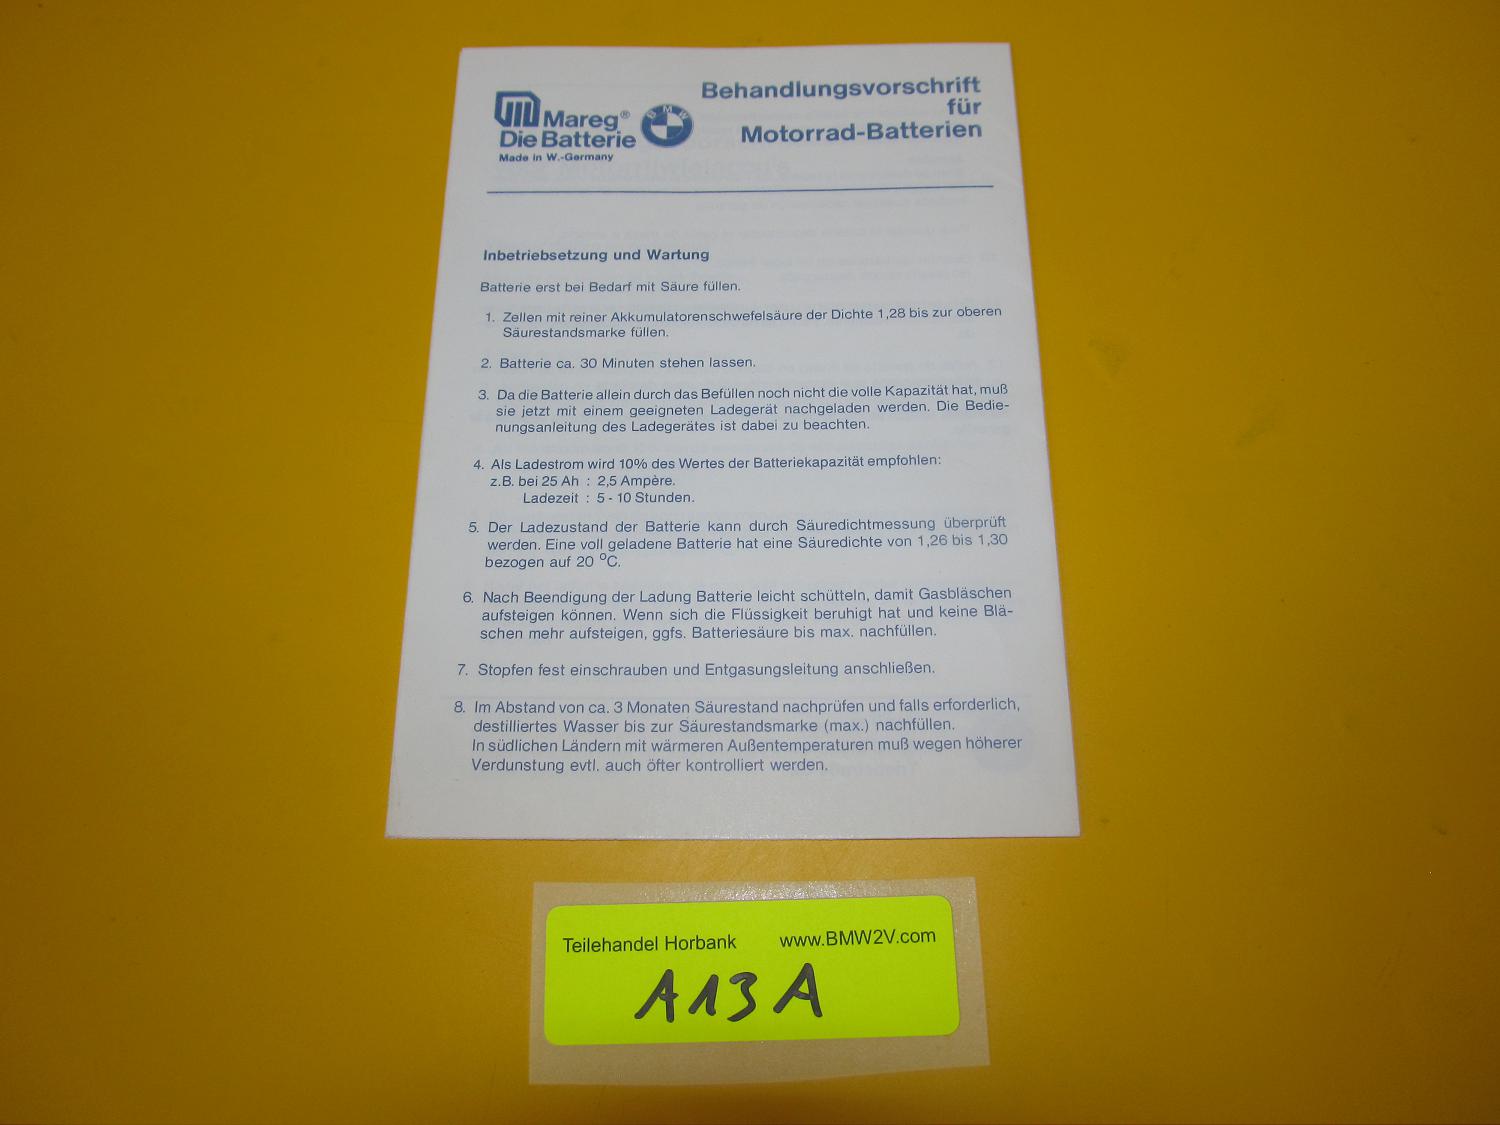 Mareg®
Die Batterie
Made in W.-Germany
BMW
Behandlungsvorschrift
für
Motorrad-Batterien
Inbetriebsetzung und Wartung
Batterie erst bei Bedarf mit Säure füllen.
1. Zellen mit reiner Akkumulatorenschwefelsäure der Dichte 1,28 bis zur oberen
Säurestandsmarke füllen.
2. Batterie ca. 30 Minuten stehen lassen.
3. Da die Batterie allein durch das Befüllen noch nicht die volle Kapazität hat, muß
sie jetzt mit einem geeigneten Ladegerät nachgeladen werden. Die Bedie-
nungsanleitung des Ladegerätes ist dabei zu beachten.
4. Als Ladestrom wird 10% des Wertes der Batteriekapazität empfohlen:
z.B. bei 25 Ah : 2,5 Ampère.
Ladezeit : 5 - 10 Stunden.
5. Der Ladezustand der Batterie kann durch Säuredichtmessung überprüft
werden. Eine voll geladene Batterie hat eine Säuredichte von 1,26 bis 1,30
bezogen auf 20 °C.
6. Nach Beendigung der Ladung Batterie leicht schütteln, damit Gasbläschen
aufsteigen können. Wenn sich die Flüssigkeit beruhigt hat und keine Blä-
schen mehr aufsteigen, ggfs. Batteriesäure bis max. nachfüllen.
7. Stopfen fest einschrauben und Entgasungsleitung anschließen.
8. Im Abstand von ca. 3 Monaten Säurestand nachprüfen und falls erforderlich,
destilliertes Wasser bis zur Säurestandsmarke (max.) nachfüllen.
In südlichen Ländern mit wärmeren Außentemperaturen muß wegen höherer
Verdunstung evtl. auch öfter kontrolliert werden.
Teilehandel Horbank www.BMW2V.com
A13A